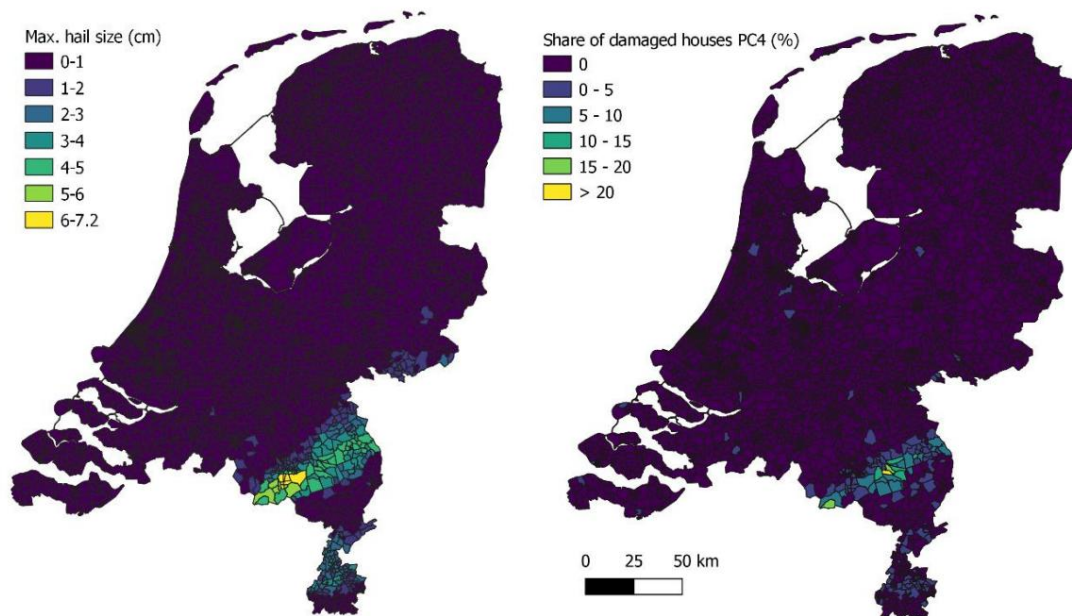 Max. hail size (cm)
0-1
1-2
2-3
3-4
4-5
5-6
6-7.2
Share of damaged houses PC4 (%)
0
0 - 5
5 - 10
10 - 15
15 - 20
> 20
0 25 50 km